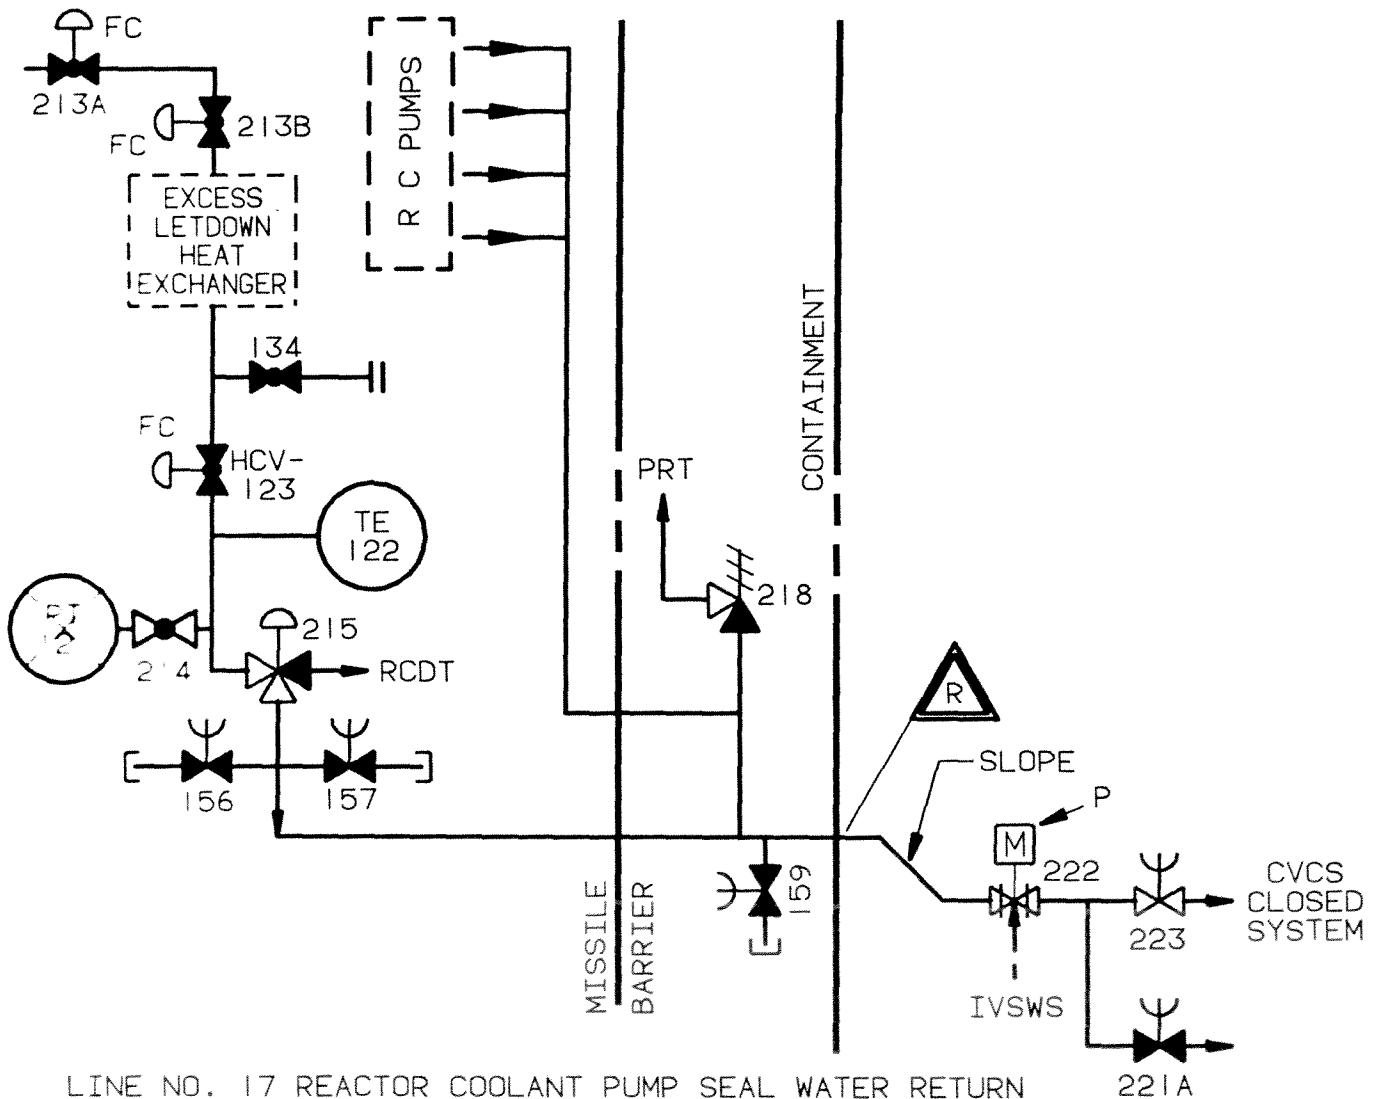 FC
213A
FC
213B
EXCESS
LETDOWN
HEAT
EXCHANGER
R C PUMPS
134
FC
HCV-
123
TE
122
215
RCDT
156
157
PRT
218
CONTAINMENT
R
SLOPE
P
M
222
159
MISSILE
BARRIER
223
CVCS
CLOSED
SYSTEM
IVSWS
221A
LINE NO. 17 REACTOR COOLANT PUMP SEAL WATER RETURN